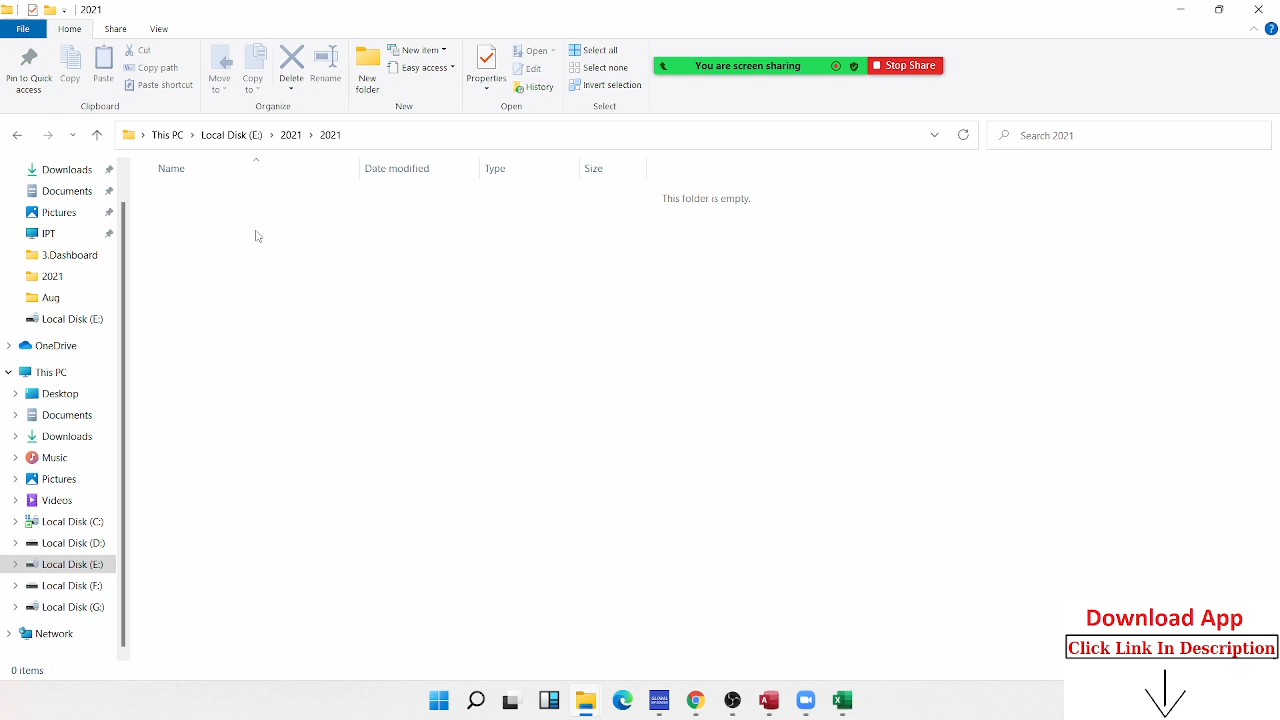 2021
File Home Share View
Pin to Quick access
Copy
Paste
Cut
Copy path
Paste shortcut
Clipboard
Move to
Copy to
Delete
Rename
Organize
New folder
New item
Easy access
New
Properties
Open
Edit
History
Open
Select all
Select none
Invert selection
Select
You are screen sharing
Stop Share
This PC > Local Disk (E:) > 2021 > 2021
Search 2021
Name Date modified Type Size
This folder is empty.
Downloads
Documents
Pictures
IPT
3.Dashboard
2021
Aug
Local Disk (E:)
OneDrive
This PC
Desktop
Documents
Downloads
Music
Pictures
Videos
Local Disk (C:)
Local Disk (D:)
Local Disk (E:)
Local Disk (F:)
Local Disk (G:)
Network
0 items
Download App
Click Link In Description